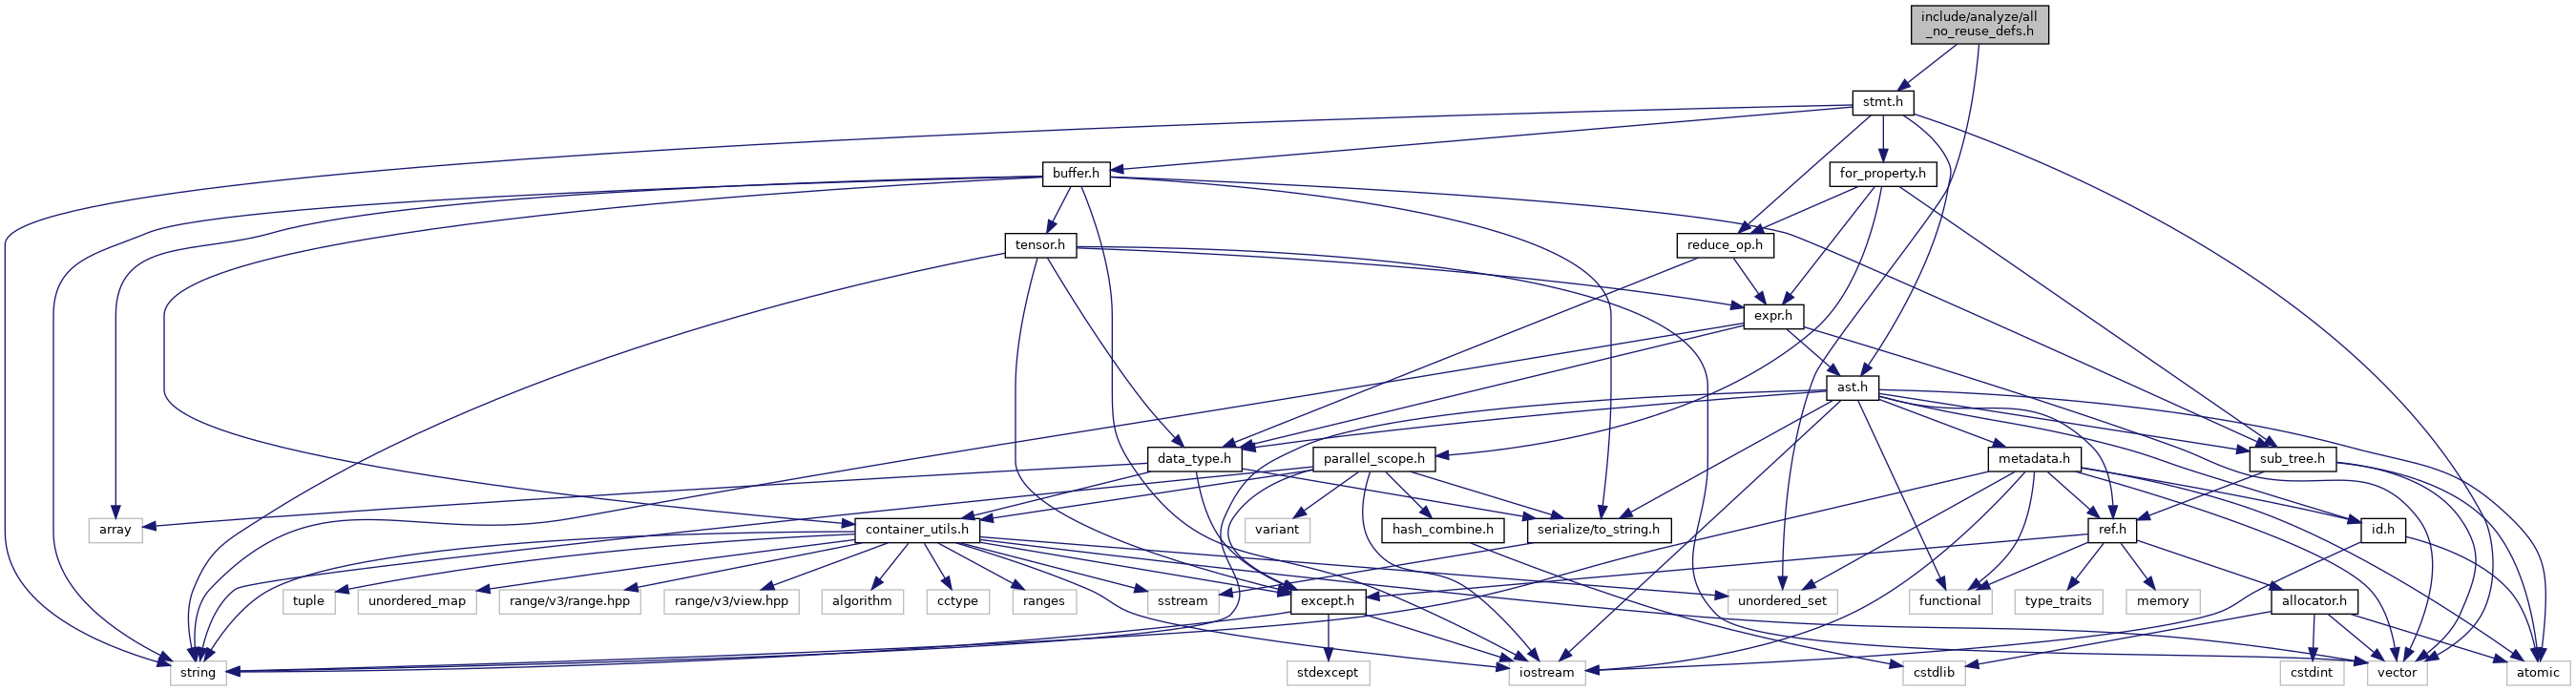 include/analyze/all
_no_reuse_defs.h
stmt.h
buffer.h
for_property.h
tensor.h
reduce_op.h
expr.h
ast.h
data_type.h
parallel_scope.h
metadata.h
sub_tree.h
array
container_utils.h
variant
hash_combine.h
serialize/to_string.h
ref.h
id.h
tuple
unordered_map
range/v3/range.hpp
range/v3/view.hpp
algorithm
cctype
ranges
sstream
except.h
unordered_set
functional
type_traits
memory
allocator.h
string
stdexcept
iostream
cstdlib
cstdint
vector
atomic